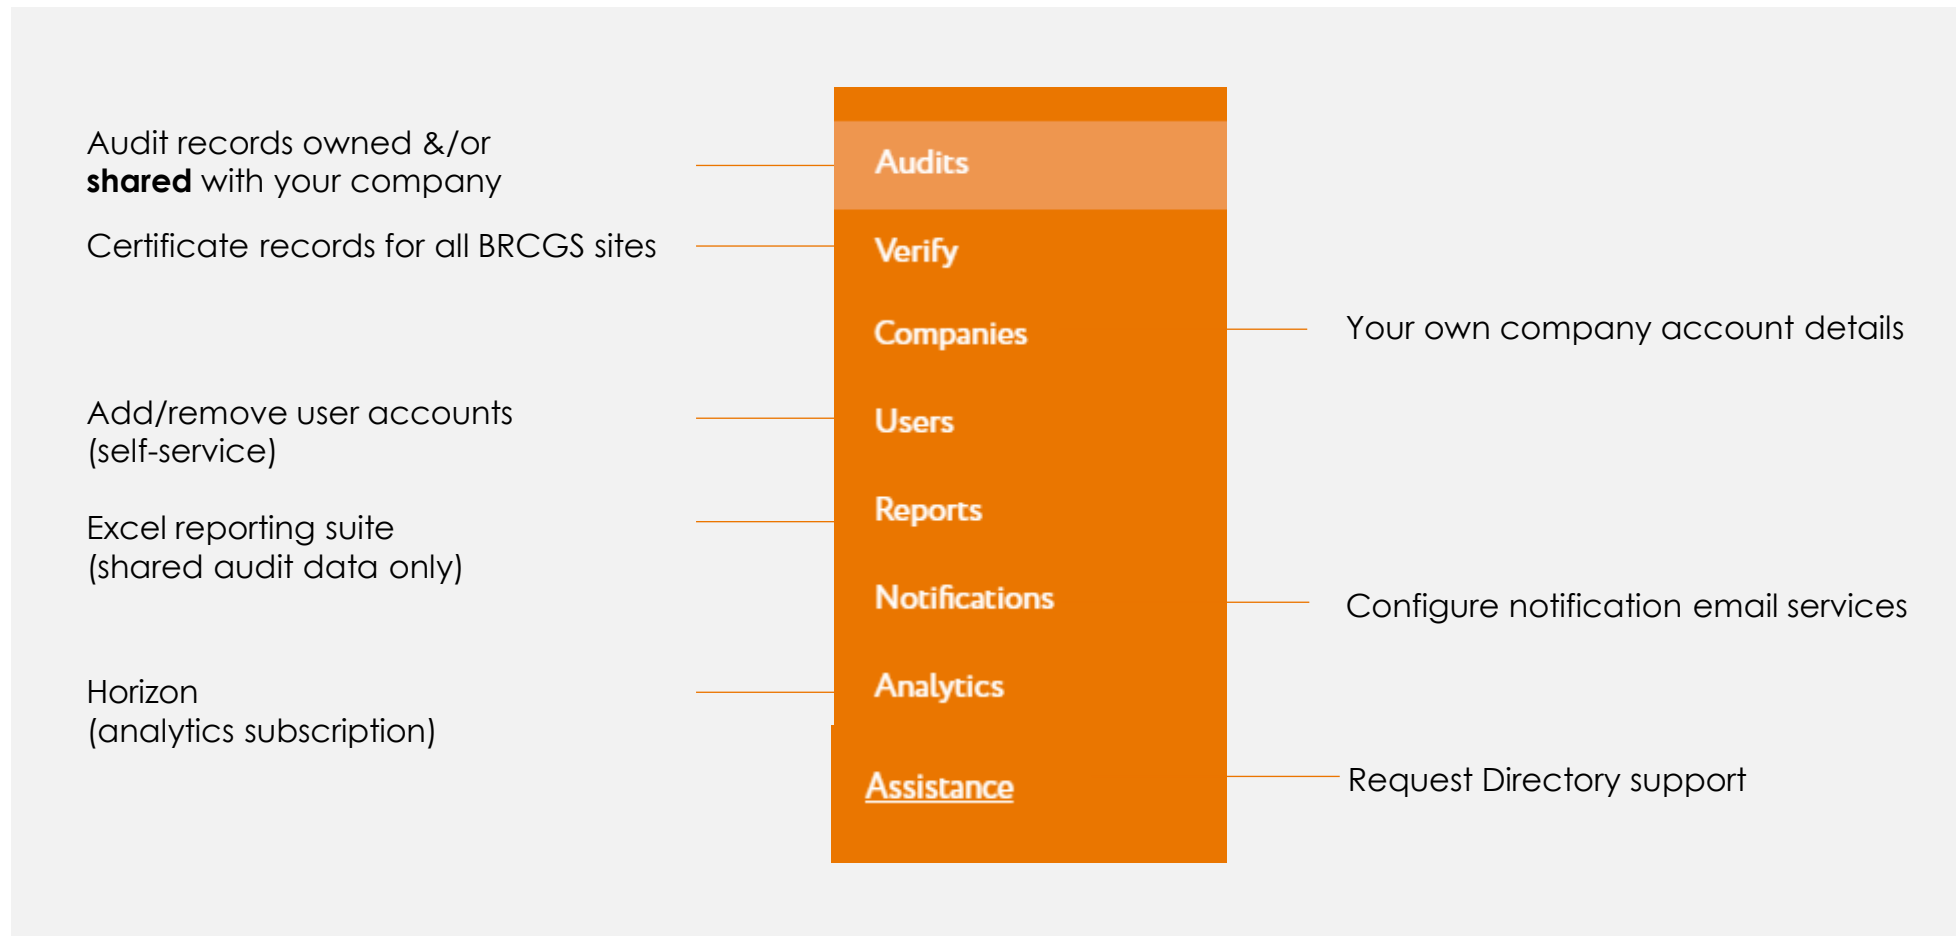 Audit records owned &/or
shared with your company
Audits
Certificate records for all BRCGS sites
Verify
Companies
Your own company account details
Add/remove user accounts
(self-service)
Users
Excel reporting suite
(shared audit data only)
Reports
Notifications
Configure notification email services
Horizon
(analytics subscription)
Analytics
Assistance
Request Directory support